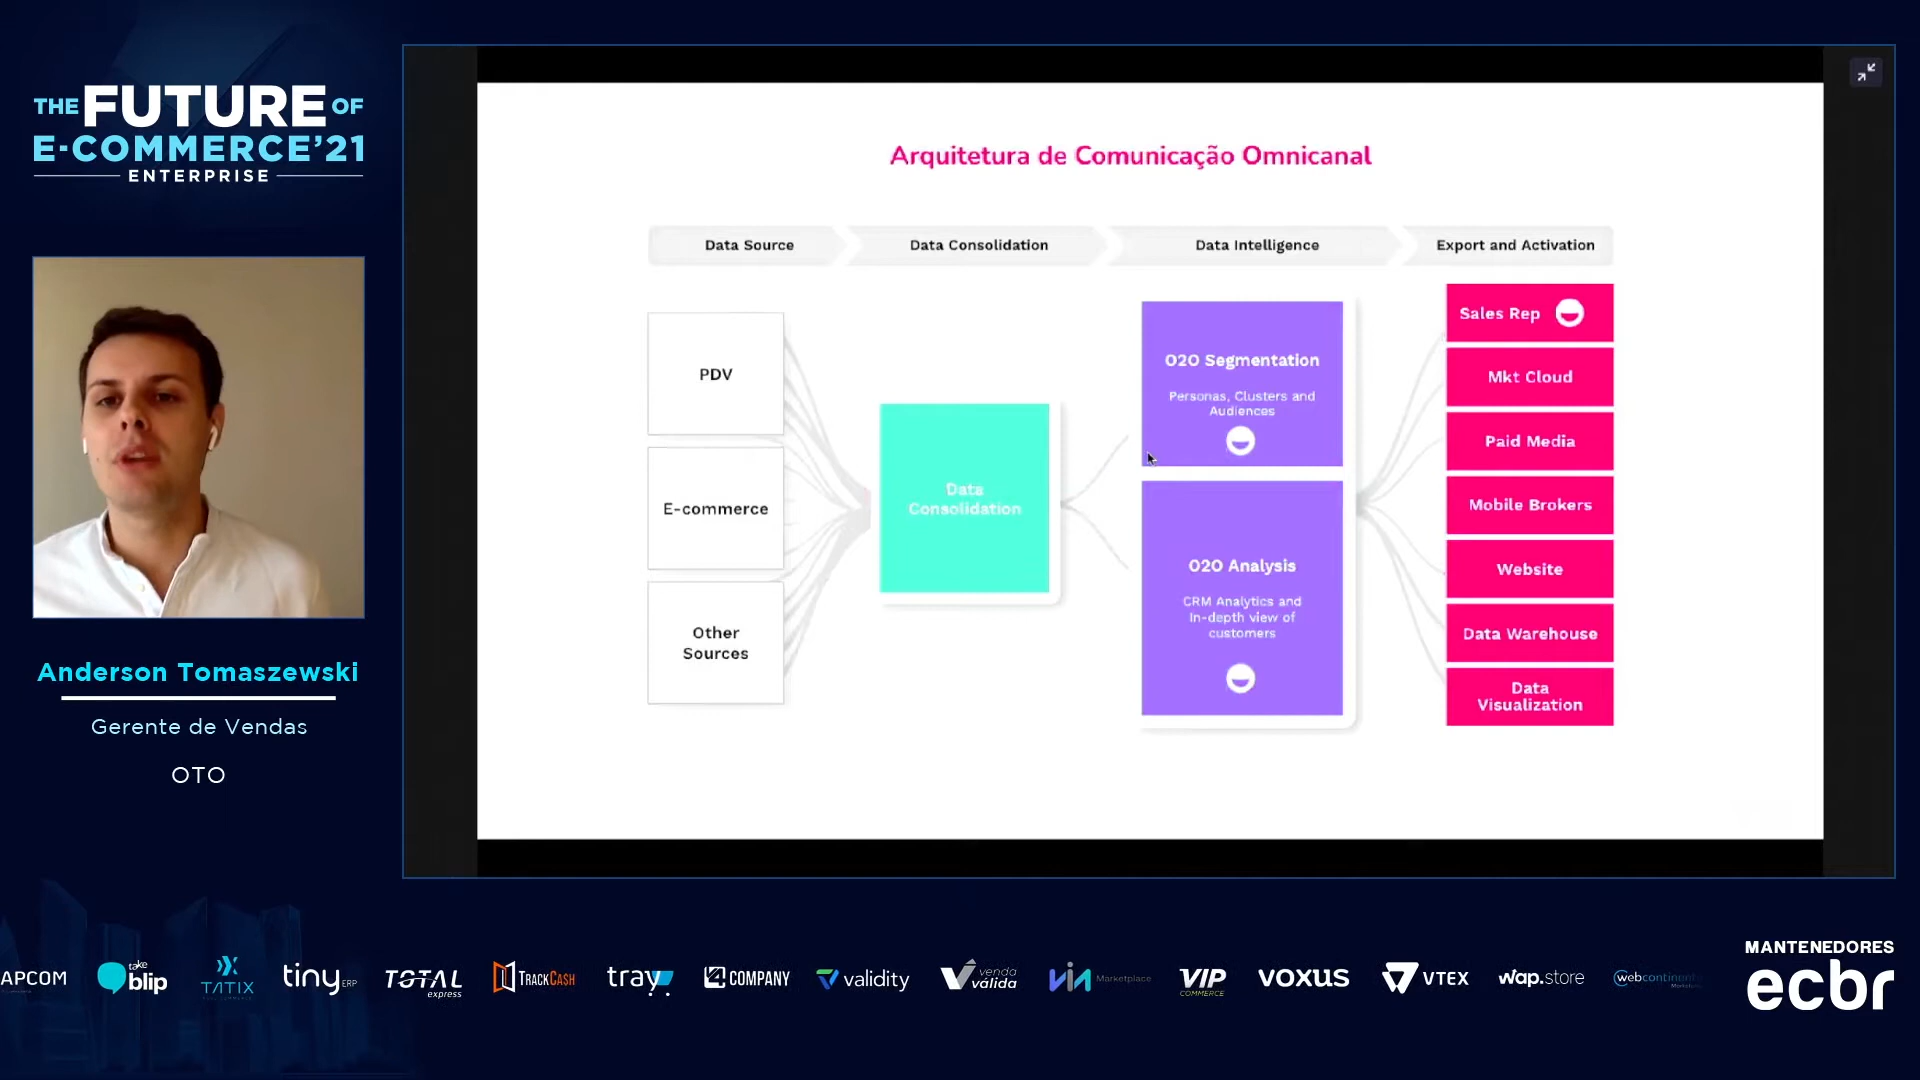 THE FUTURE OF
E-COMMERCE'21
ENTERPRISE
Anderson Tomaszewski
Gerente de Vendas
OTO
Arquitetura de Comunicação Omnicanal
Data Source
Data Consolidation
Data Intelligence
Export and Activation
PDV
E-commerce
Other
Sources
Data
Consolidation
O2O Segmentation
Personas, Clusters and
Audiences
O2O Analysis
CRM Analytics and
In-depth view of
customers
Sales Rep
Mkt Cloud
Paid Media
Mobile Brokers
Website
Data Warehouse
Data
Visualization
APCOM
take
blip
TATIX
tiny ERP
TOTAL
express
TRACKCASH
tray
COMPANY
validity
venda
válida
via Marketplace
VIP
COMMERCE
VOXUS
VTEX
wap.store
MANTENEDORES
ecbr